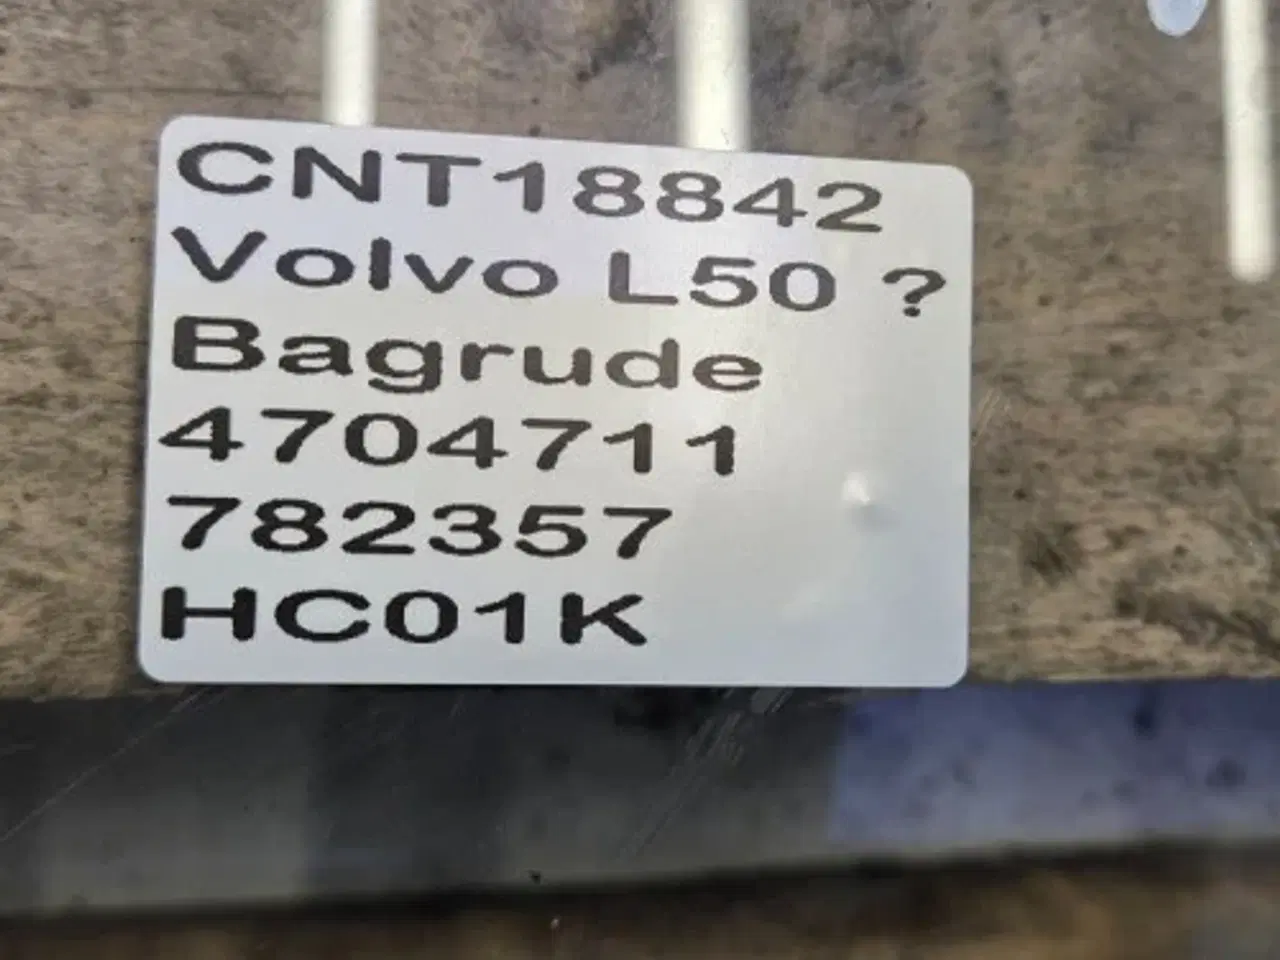 CNT18842
Volvo L50 ?
Bagrude
4704711
782357
HC01K